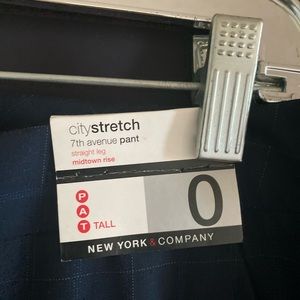 citystretch
7th avenue pant
straight leg
midtown rise
P
A
T TALL
0
NEW YORK & COMPANY